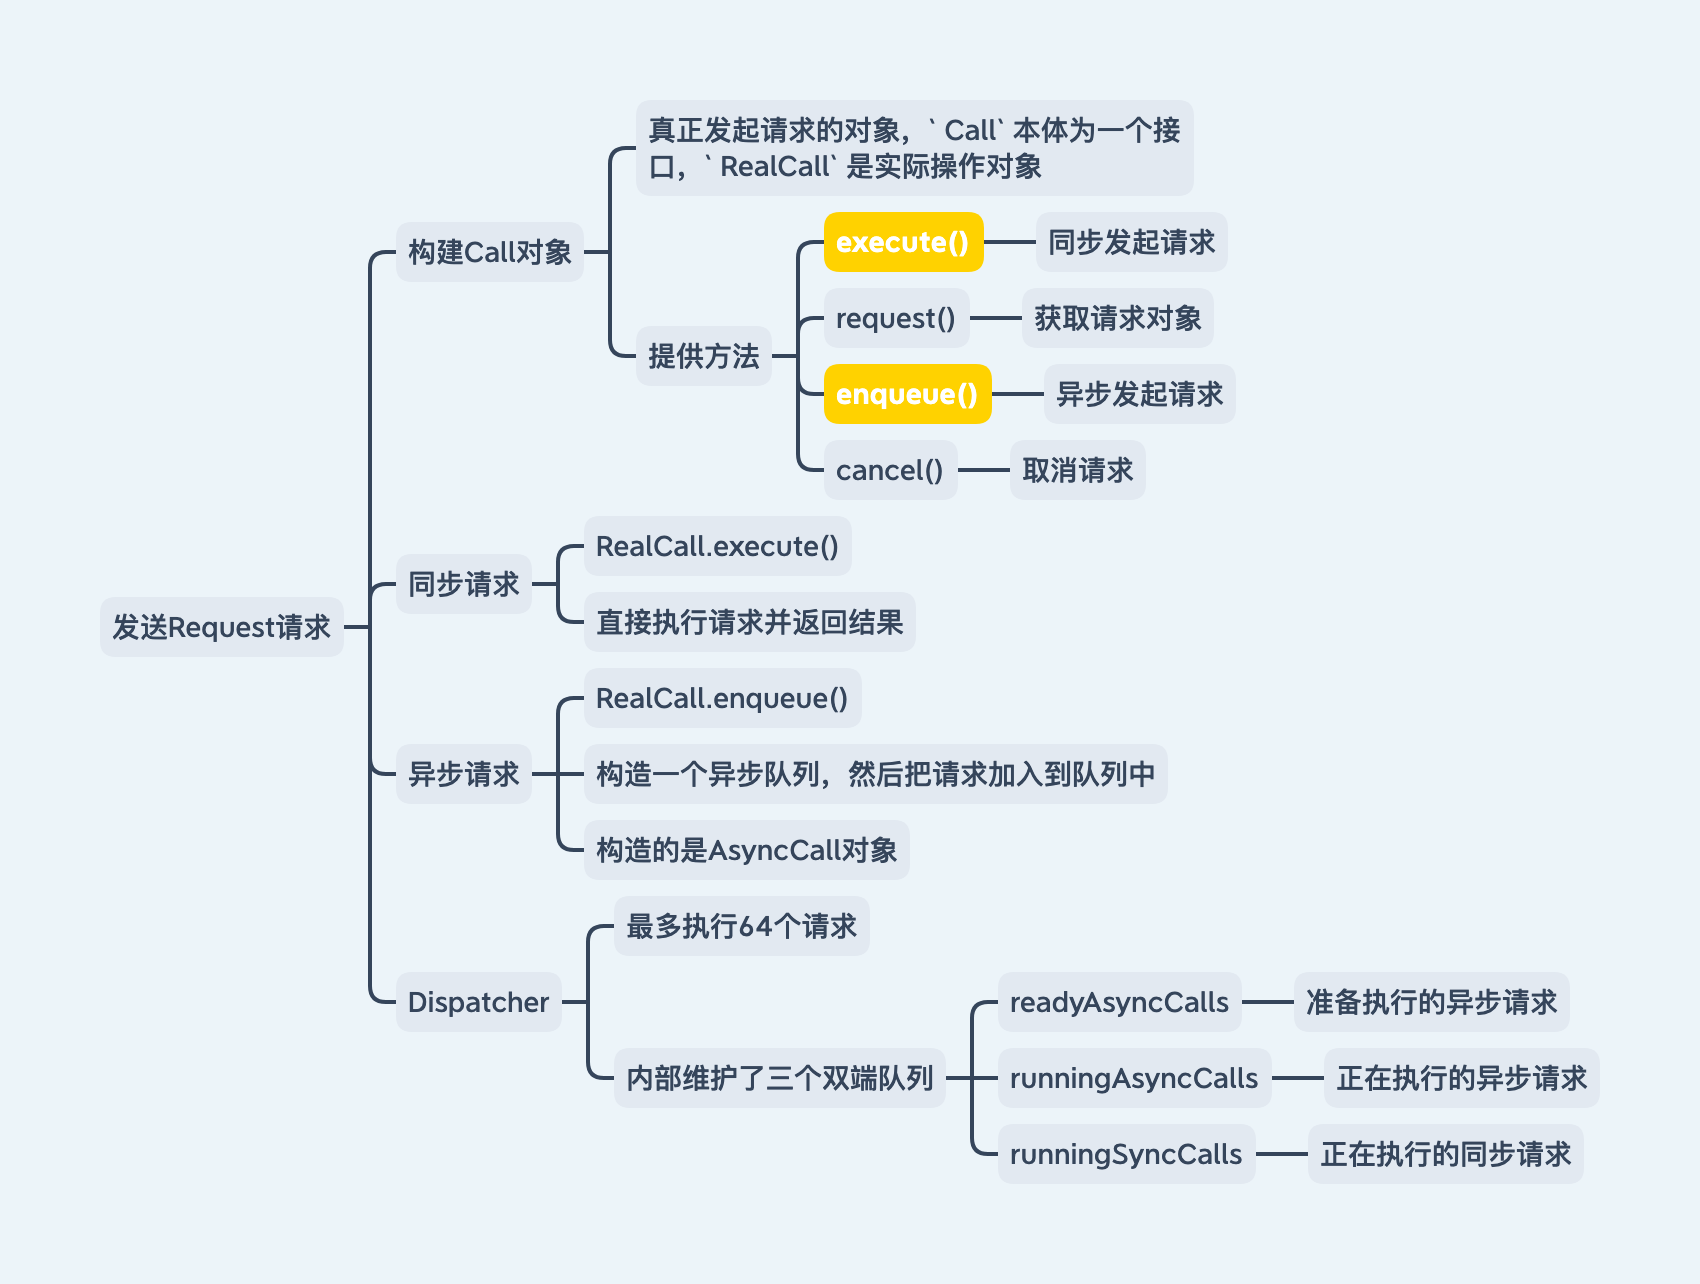 真正发起请求的对象，` Call` 本体为一个接
口，` RealCall` 是实际操作对象
构建Call对象
execute()
同步发起请求
request()
获取请求对象
提供方法
enqueue()
异步发起请求
cancel()
取消请求
发送Request请求
同步请求
RealCall.execute()
直接执行请求并返回结果
异步请求
RealCall.enqueue()
构造一个异步队列，然后把请求加入到队列中
构造的是AsyncCall对象
Dispatcher
最多执行64个请求
内部维护了三个双端队列
readyAsyncCalls
准备执行的异步请求
runningAsyncCalls
正在执行的异步请求
runningSyncCalls
正在执行的同步请求